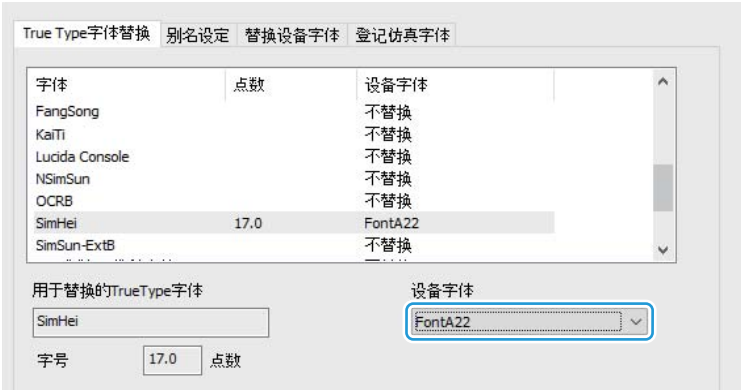 True Type字体替换 别名设定 替换设备字体 登记仿真字体
字体 点数 设备字体
FangSong 不替换
KaiTi 不替换
Lucida Console 不替换
NSimSun 不替换
OCRB 不替换
SimHei 17.0 FontA22
SimSun-ExtB 不替换
用于替换的TrueType字体 设备字体
SimHei FontA22
字号 17.0 点数